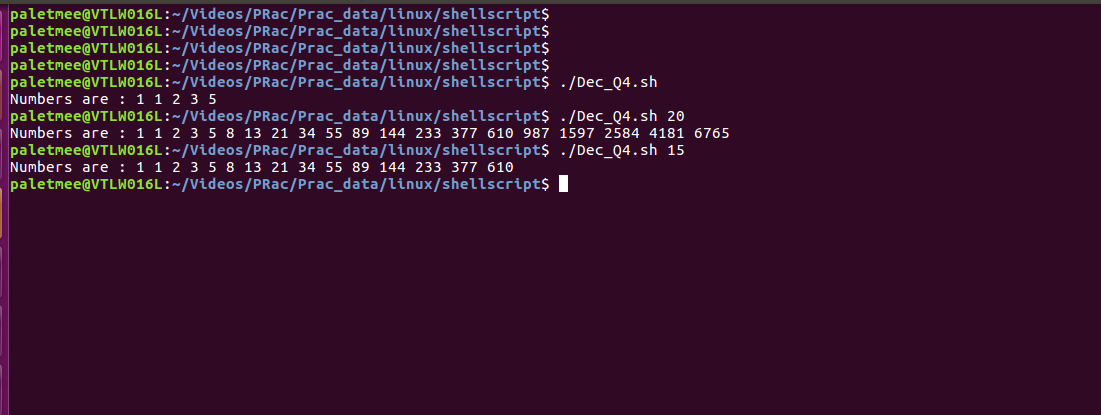 paletmee@VTLW016L:~/Videos/PRac/Prac_data/linux/shellscript$
paletmee@VTLW016L:~/Videos/PRac/Prac_data/linux/shellscript$
paletmee@VTLW016L:~/Videos/PRac/Prac_data/linux/shellscript$
paletmee@VTLW016L:~/Videos/PRac/Prac_data/linux/shellscript$
paletmee@VTLW016L:~/Videos/PRac/Prac_data/linux/shellscript$ ./Dec_Q4.sh
Numbers are : 1 1 2 3 5
paletmee@VTLW016L:~/Videos/PRac/Prac_data/linux/shellscript$ ./Dec_Q4.sh 20
Numbers are : 1 1 2 3 5 8 13 21 34 55 89 144 233 377 610 987 1597 2584 4181 6765
paletmee@VTLW016L:~/Videos/PRac/Prac_data/linux/shellscript$ ./Dec_Q4.sh 15
Numbers are : 1 1 2 3 5 8 13 21 34 55 89 144 233 377 610
paletmee@VTLW016L:~/Videos/PRac/Prac_data/linux/shellscript$